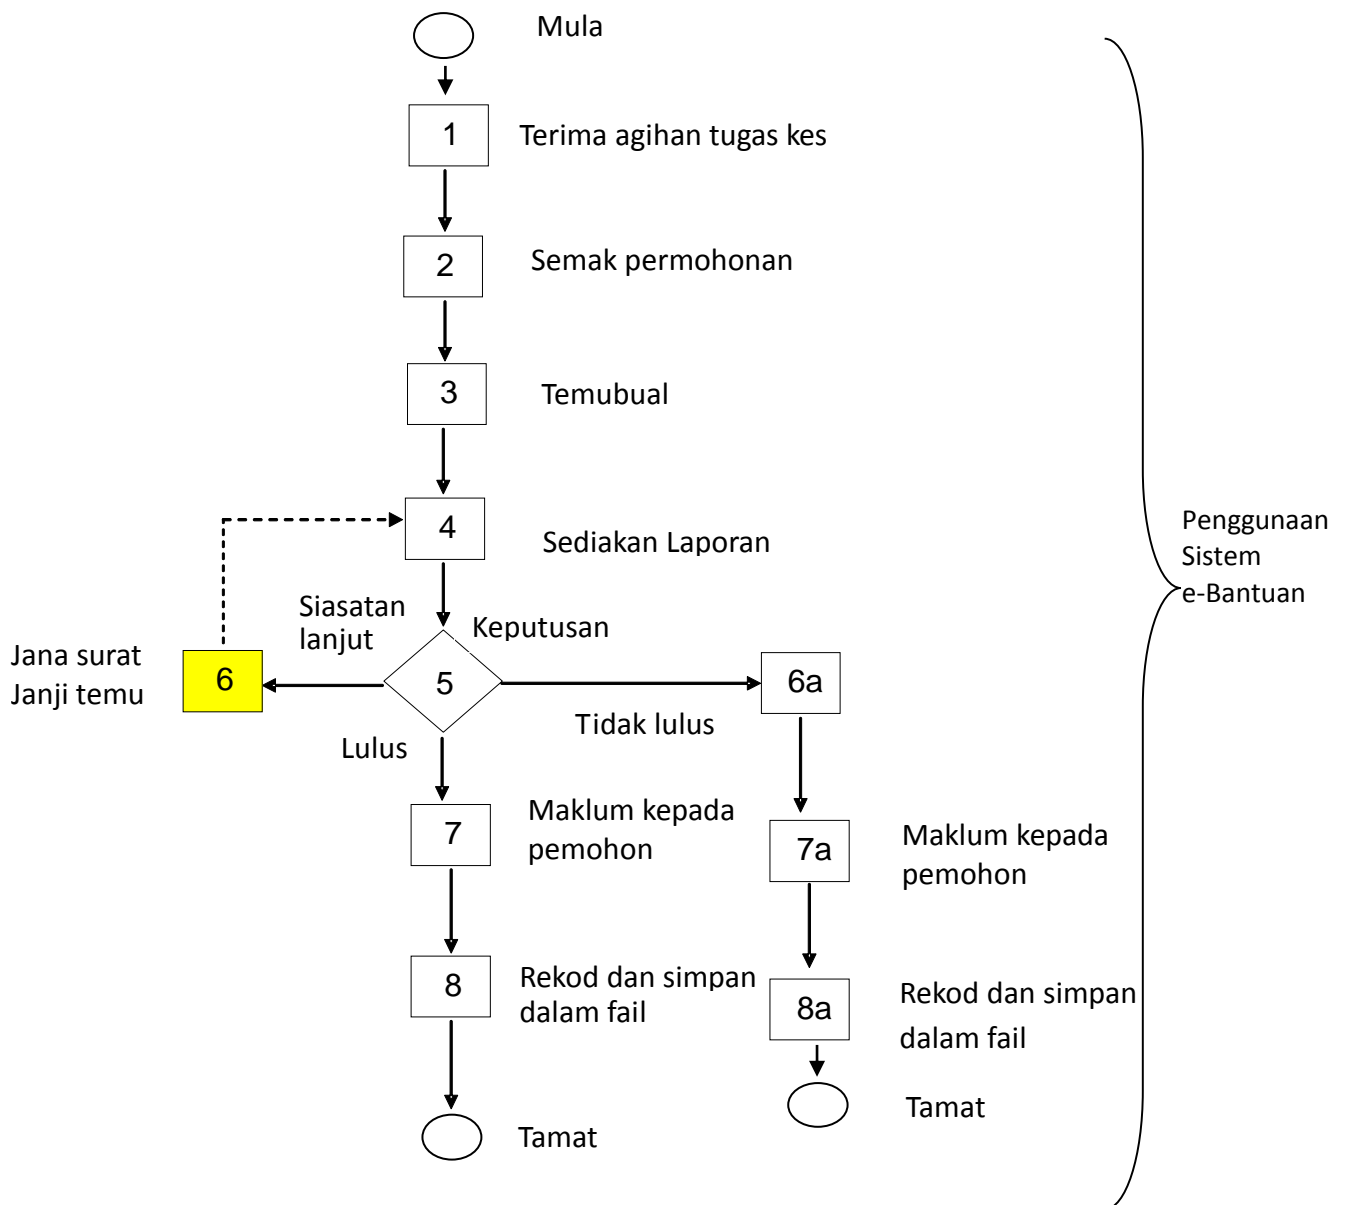 Mula
1
Terima agihan tugas kes
2
Semak permohonan
3
Temubual
4
Sediakan Laporan
Siasatan
lanjut
Keputusan
Jana surat
Janji temu
6
5
6a
Tidak lulus
Lulus
7
Maklum kepada
pemohon
7a
Maklum kepada
pemohon
8
Rekod dan simpan
dalam fail
8a
Rekod dan simpan
dalam fail
Tamat
Tamat
Penggunaan
Sistem
e-Bantuan